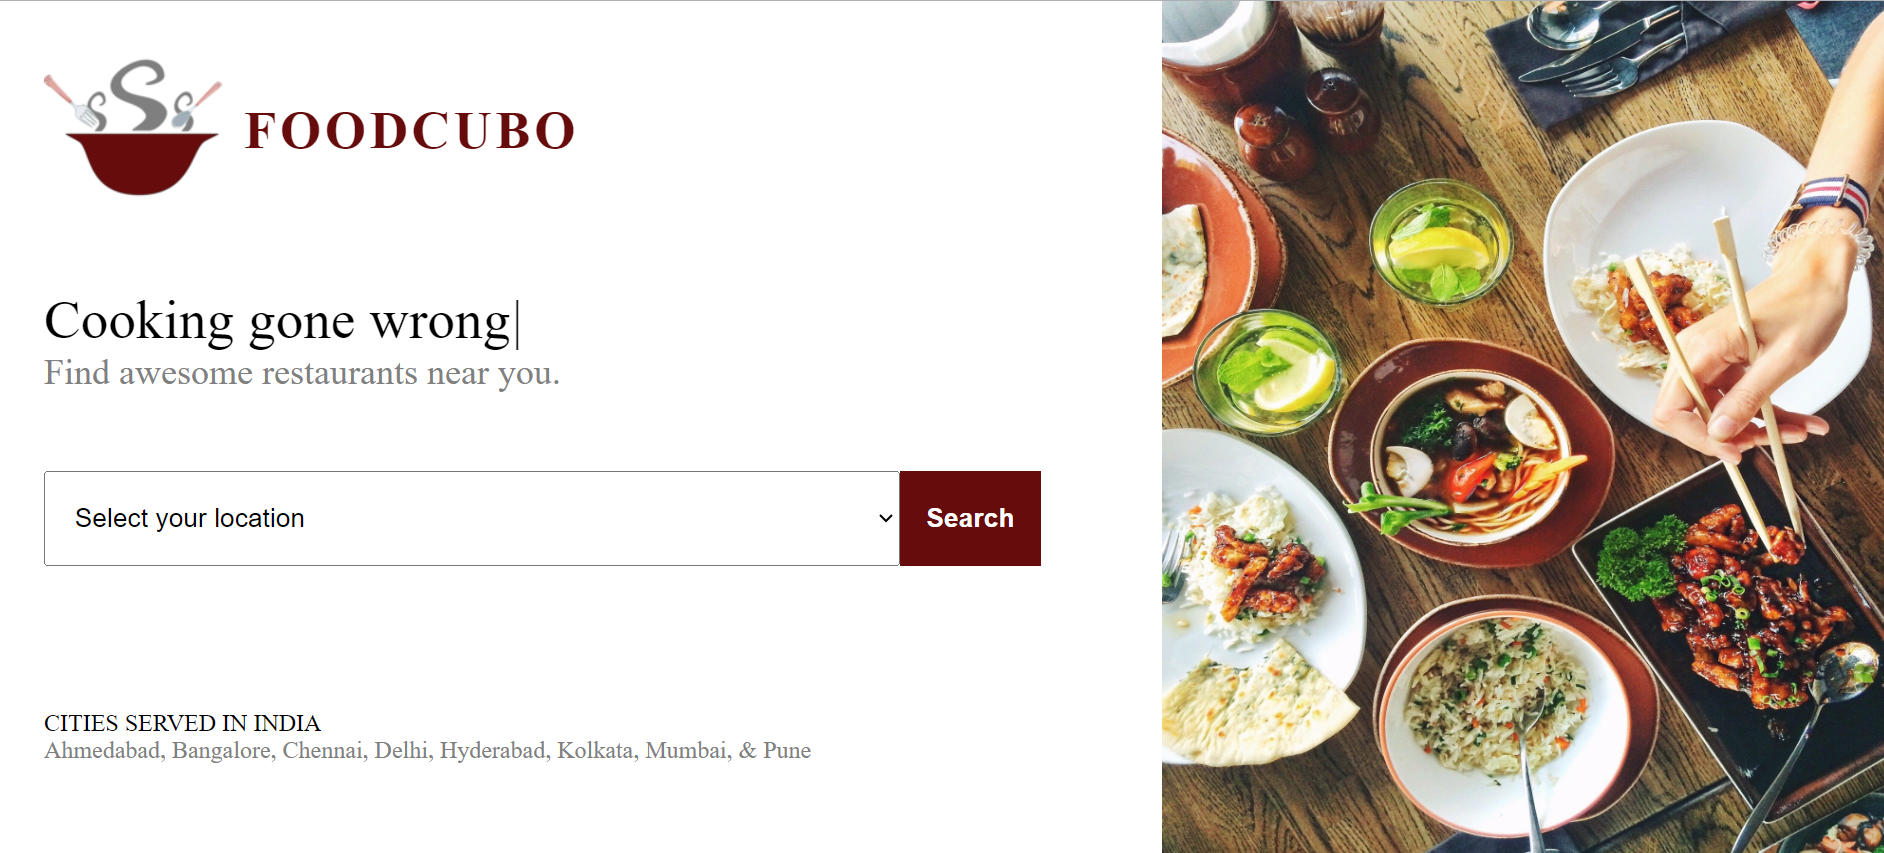 FOODCUBO
Cooking gone wrong|
Find awesome restaurants near you.
Select your location
Search
CITIES SERVED IN INDIA
Ahmedabad, Bangalore, Chennai, Delhi, Hyderabad, Kolkata, Mumbai, & Pune